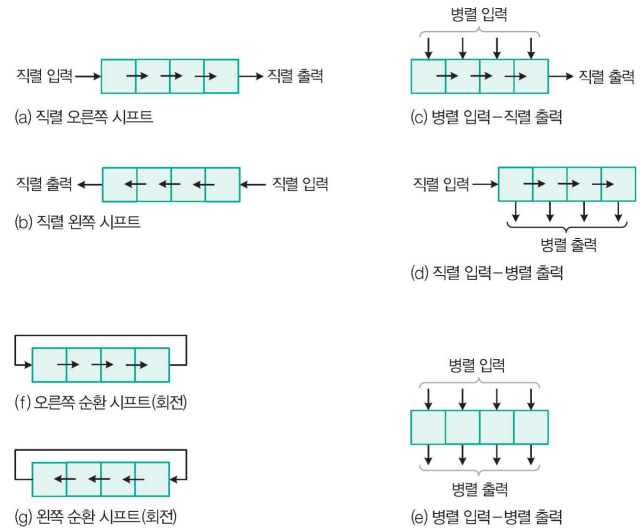 직렬 입력
직렬 출력
(a) 직렬 오른쪽 시프트
직렬 출력
직렬 입력
(b) 직렬 왼쪽 시프트
병렬 입력
직렬 출력
(c) 병렬 입력–직렬 출력
직렬 입력
병렬 출력
(d) 직렬 입력–병렬 출력
(f) 오른쪽 순환 시프트(회전)
(g) 왼쪽 순환 시프트(회전)
병렬 입력
병렬 출력
(e) 병렬 입력–병렬 출력